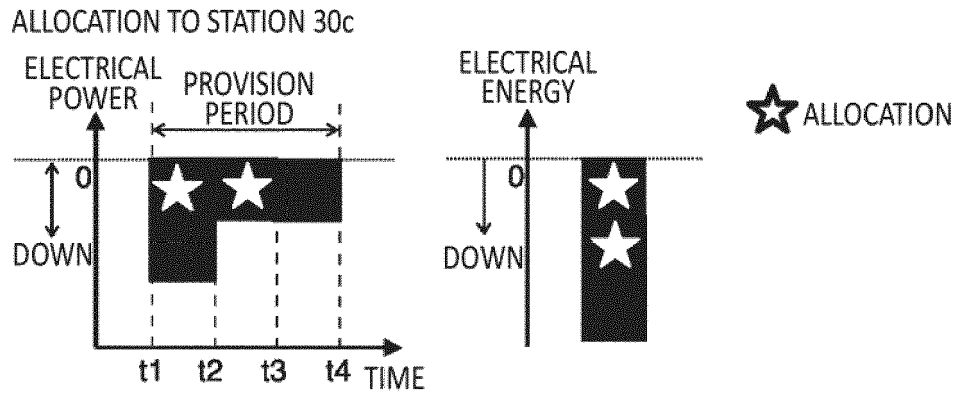 ALLOCATION TO STATION 30c
ELECTRICAL
POWER
PROVISION
PERIOD
0
DOWN
t1 t2 t3 t4 TIME
ELECTRICAL
ENERGY
0
DOWN
ALLOCATION